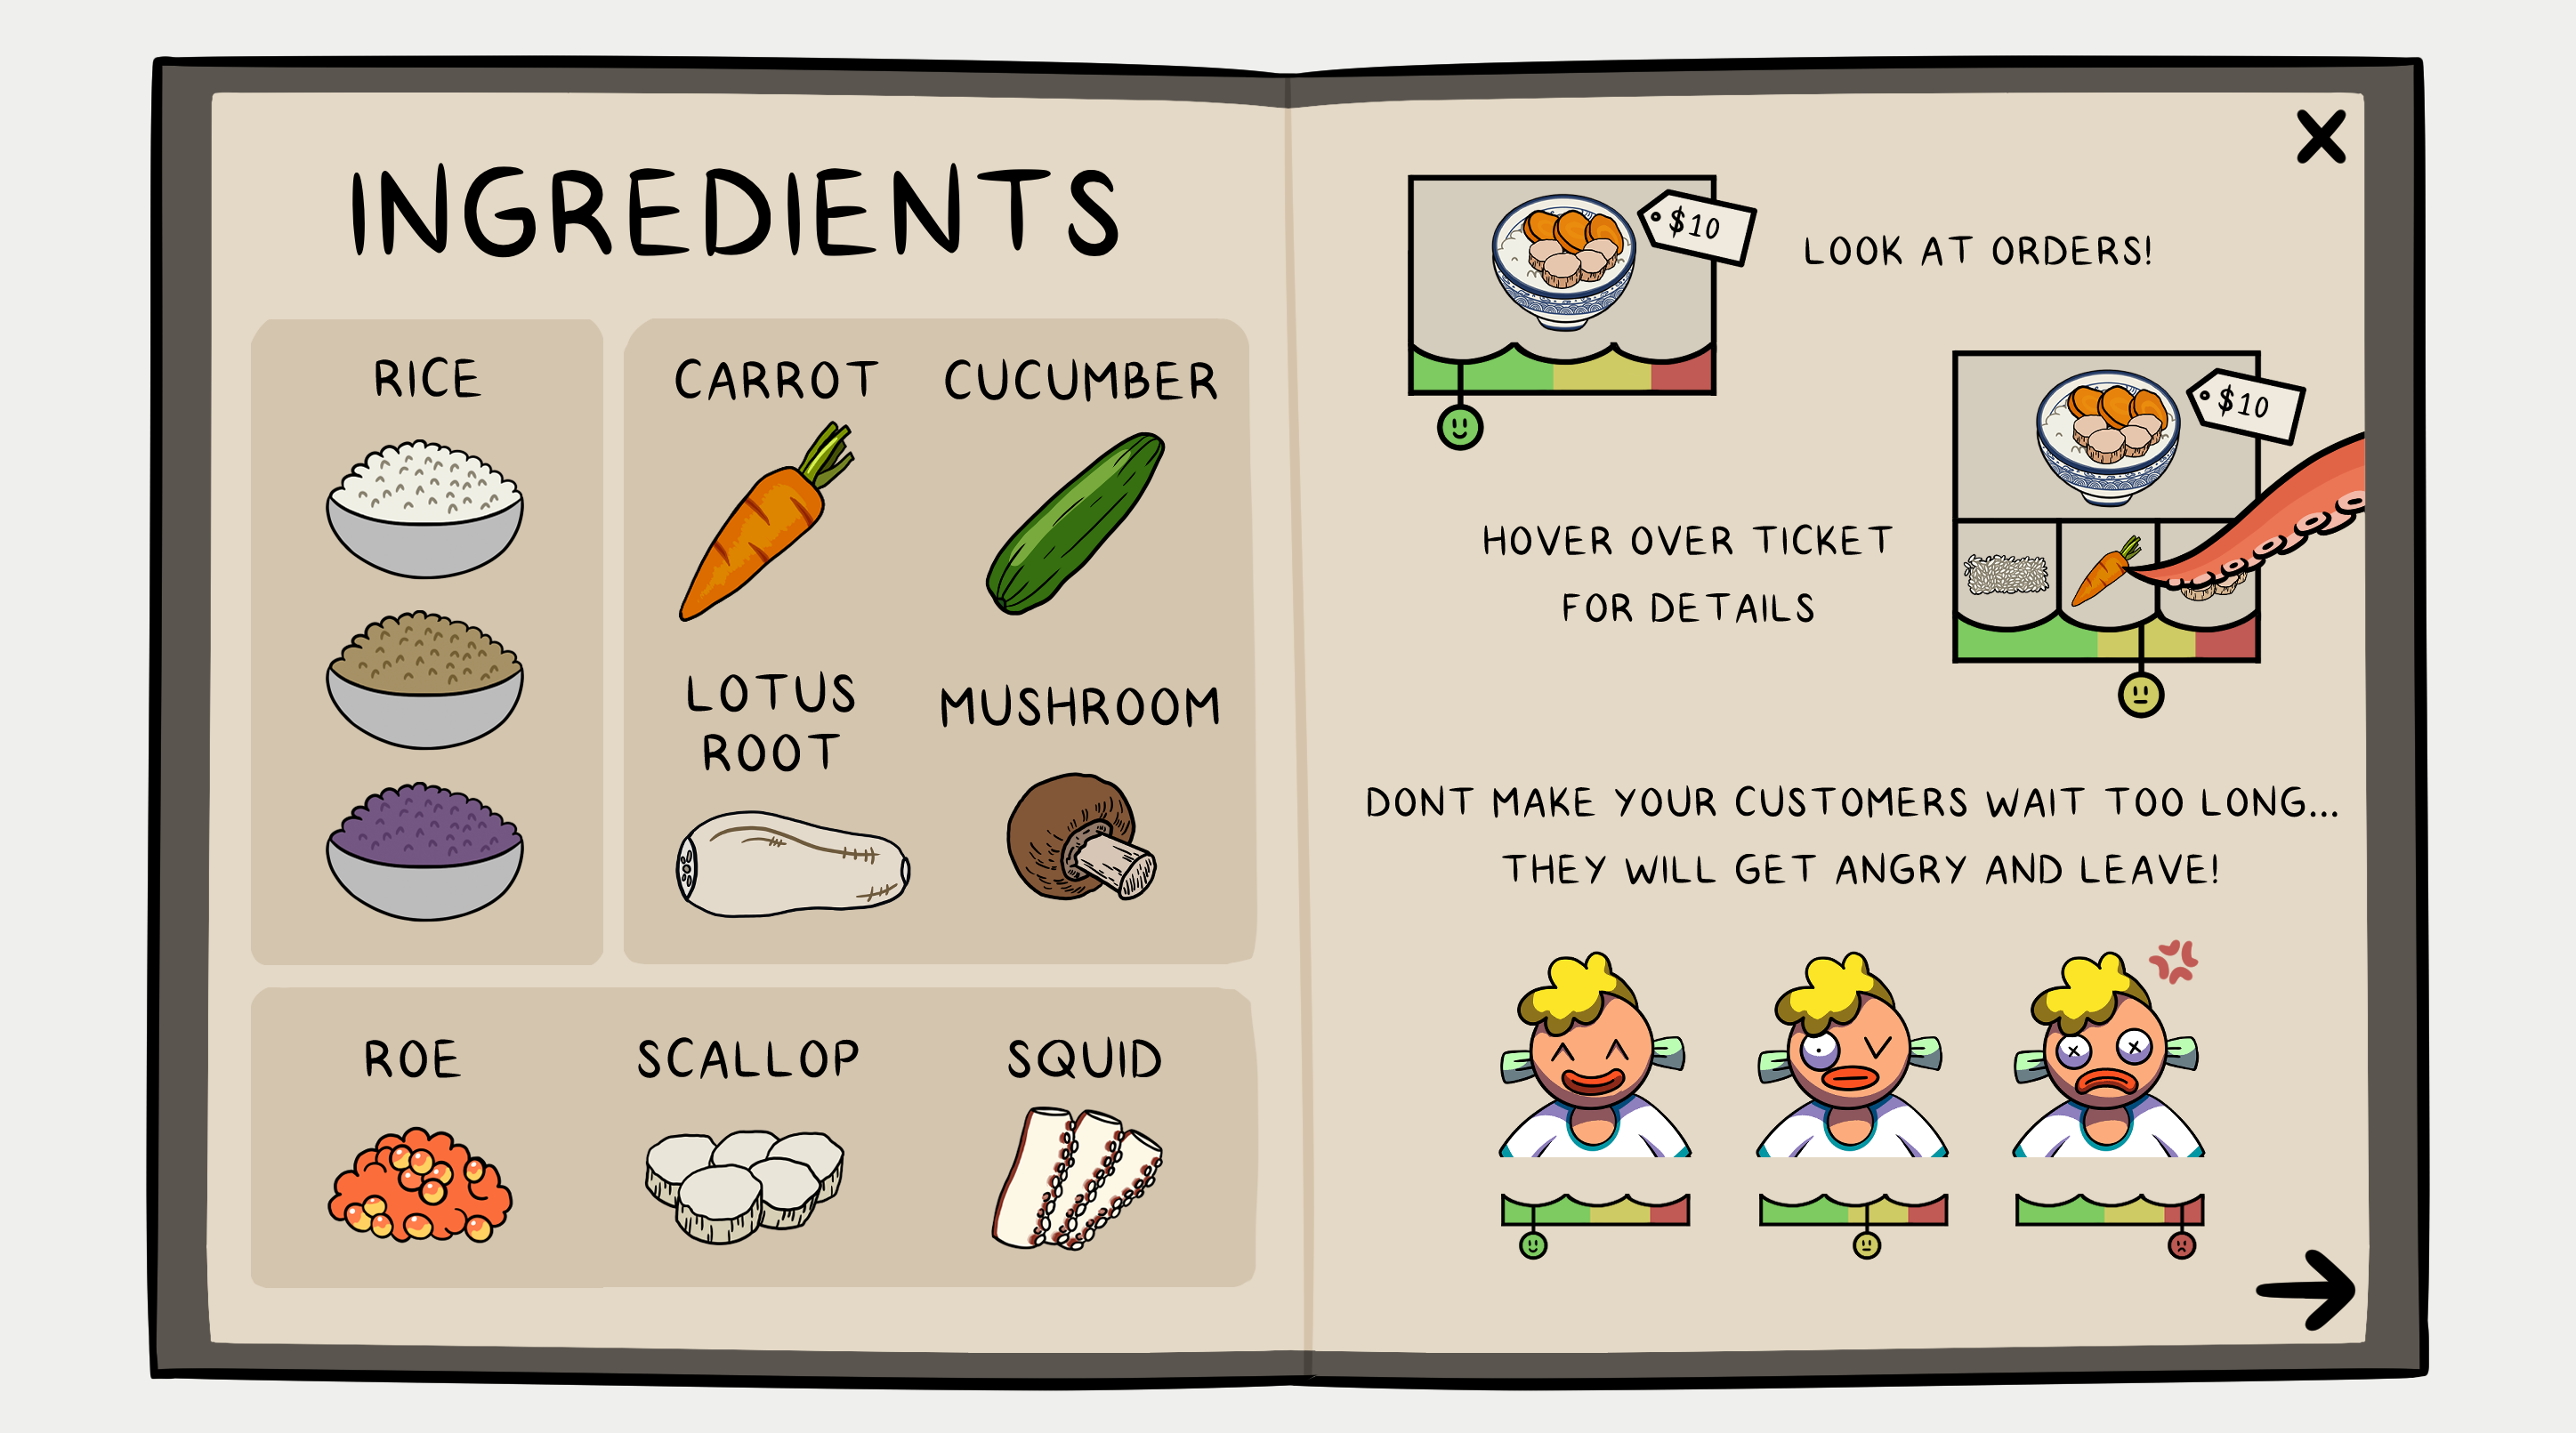 INGREDIENTS
RICE
CARROT
CUCUMBER
LOTUS
ROOT
MUSHROOM
ROE
SCALLOP
SQUID
$10
LOOK AT ORDERS!
$10
HOVER OVER TICKET
FOR DETAILS
DONT MAKE YOUR CUSTOMERS WAIT TOO LONG...
THEY WILL GET ANGRY AND LEAVE!